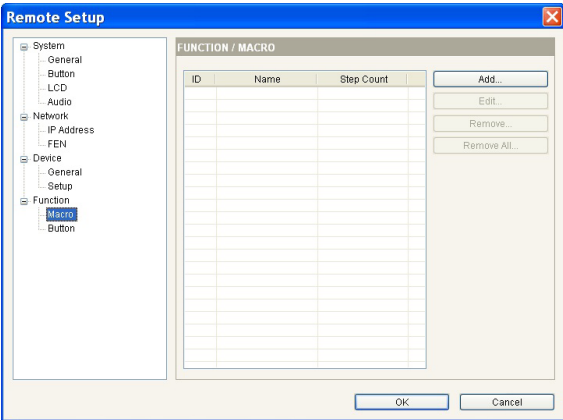 Remote Setup
System
General
Button
LCD
Audio
Network
IP Address
FEN
Device
General
Setup
Function
Macro
Button
FUNCTION / MACRO
ID Name Step Count
Add...
Edit...
Remove...
Remove All...
OK Cancel